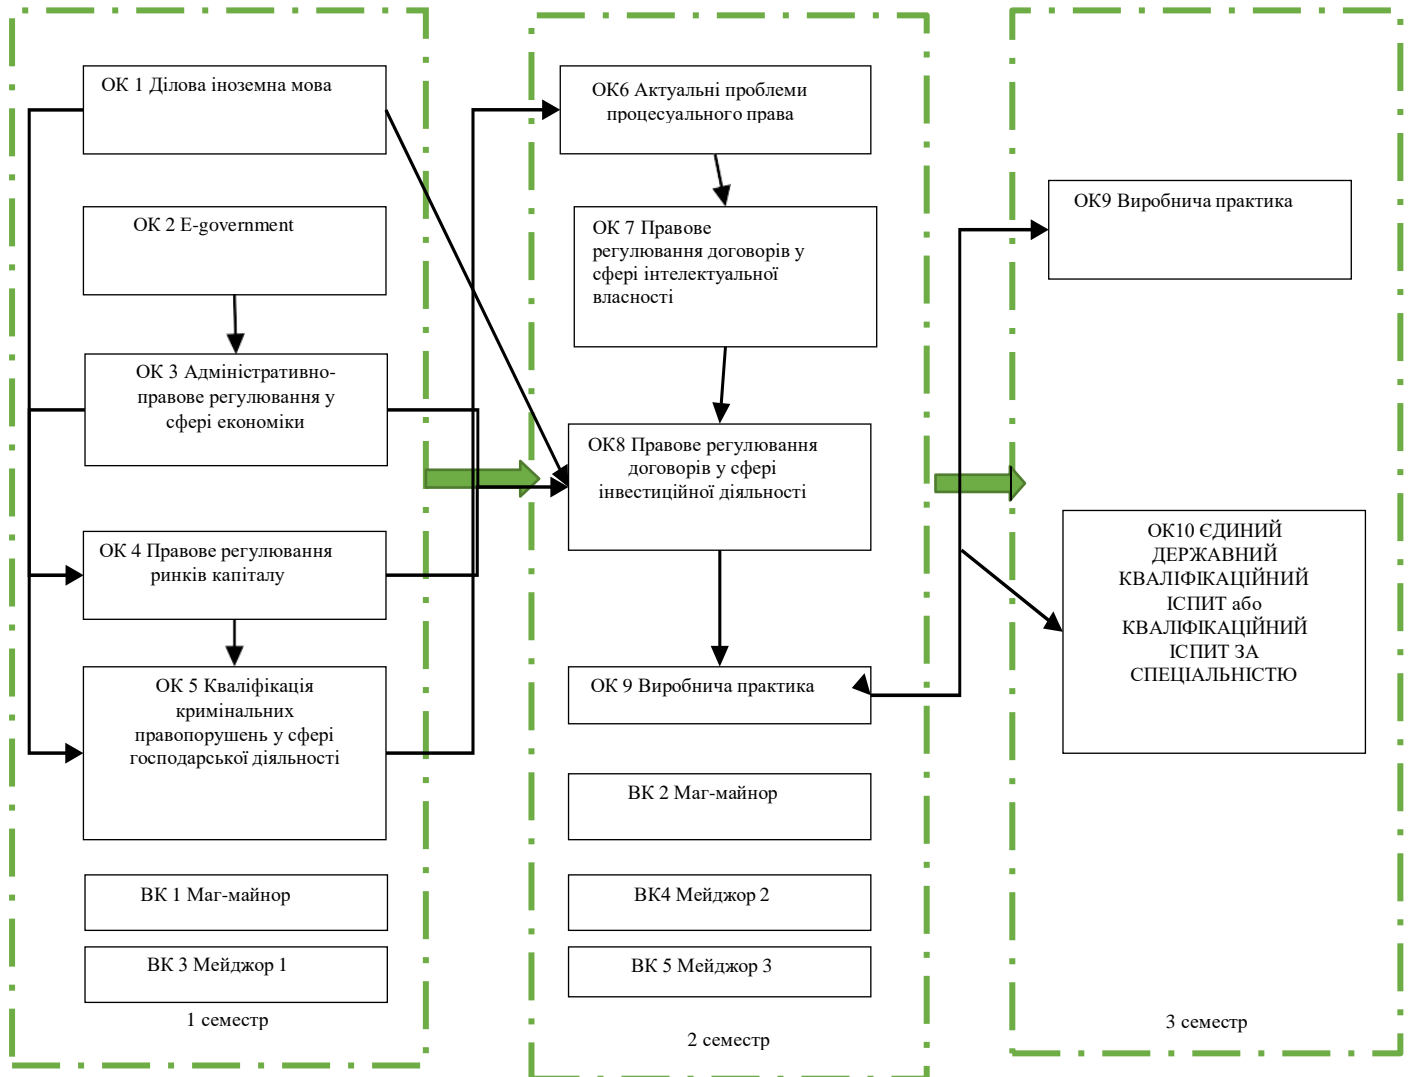 ОК 1 Ділова іноземна мова
ОК 2 E-government
ОК 3 Адміністративно-
правове регулювання у
сфері економіки
ОК 4 Правове регулювання
ринків капіталу
ОК 5 Кваліфікація
кримінальних
правопорушень у сфері
господарської діяльності
ВК 1 Маг-майнор
ВК 3 Мейджор 1
1 семестр
ОК6 Актуальні проблеми
процесуального права
ОК 7 Правове
регулювання договорів у
сфері інтелектуальної
власності
ОК8 Правове регулювання
договорів у сфері
інвестиційної діяльності
ОК 9 Виробнича практика
ВК 2 Маг-майнор
ВК4 Мейджор 2
ВК 5 Мейджор 3
2 семестр
ОК9 Виробнича практика
ОК10 ЄДИНИЙ
ДЕРЖАВНИЙ
КВАЛІФІКАЦІЙНИЙ
ІСПИТ або
КВАЛІФІКАЦІЙНИЙ
ІСПИТ ЗА
СПЕЦІАЛЬНІСТЮ
3 семестр